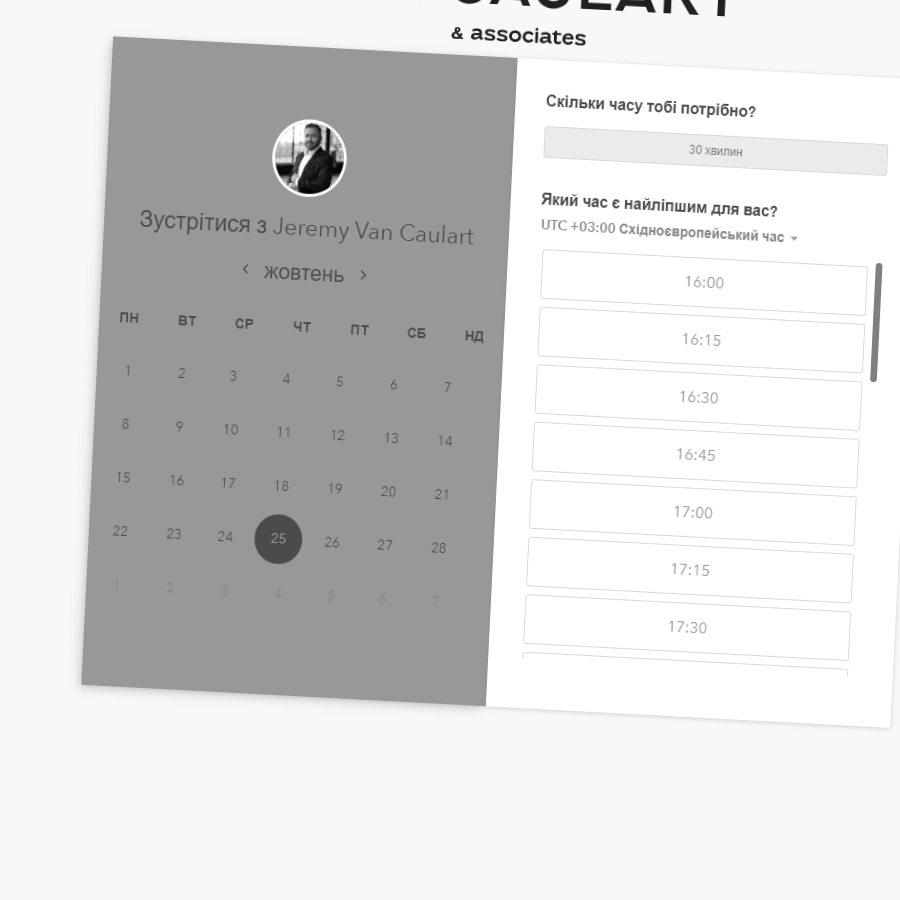 CAULART
& associates
Зустрітися з Jeremy Van Caulart
‹ жовтень ›
ПН ВТ СР ЧТ ПТ СБ НД
1 2 3 4 5 6 7
8 9 10 11 12 13 14
15 16 17 18 19 20 21
22 23 24 25 26 27 28
1 2 3 4 5 6 7
Скільки часу тобі потрібно?
30 хвилин
Який час є найліпшим для вас?
UTC +03:00 Східноєвропейський час
16:00
16:15
16:30
16:45
17:00
17:15
17:30